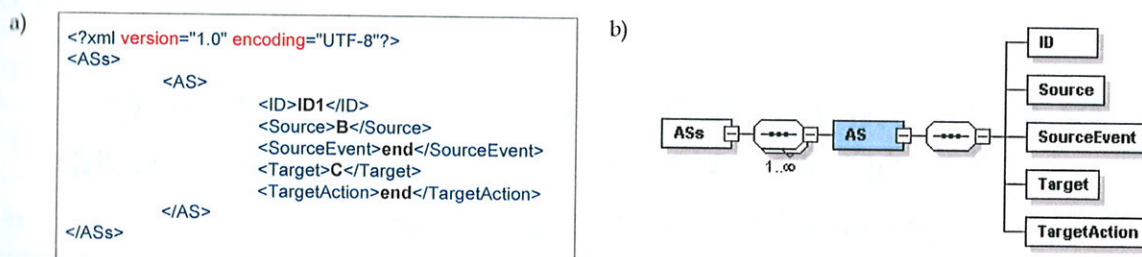 a)
<?xml version="1.0" encoding="UTF-8"?>
<ASs>
<AS>
<ID>ID1</ID>
<Source>B</Source>
<SourceEvent>end</SourceEvent>
<Target>C</Target>
<TargetAction>end</TargetAction>
</AS>
</ASs>
b)
ASs
1..∞
AS
ID
Source
SourceEvent
Target
TargetAction